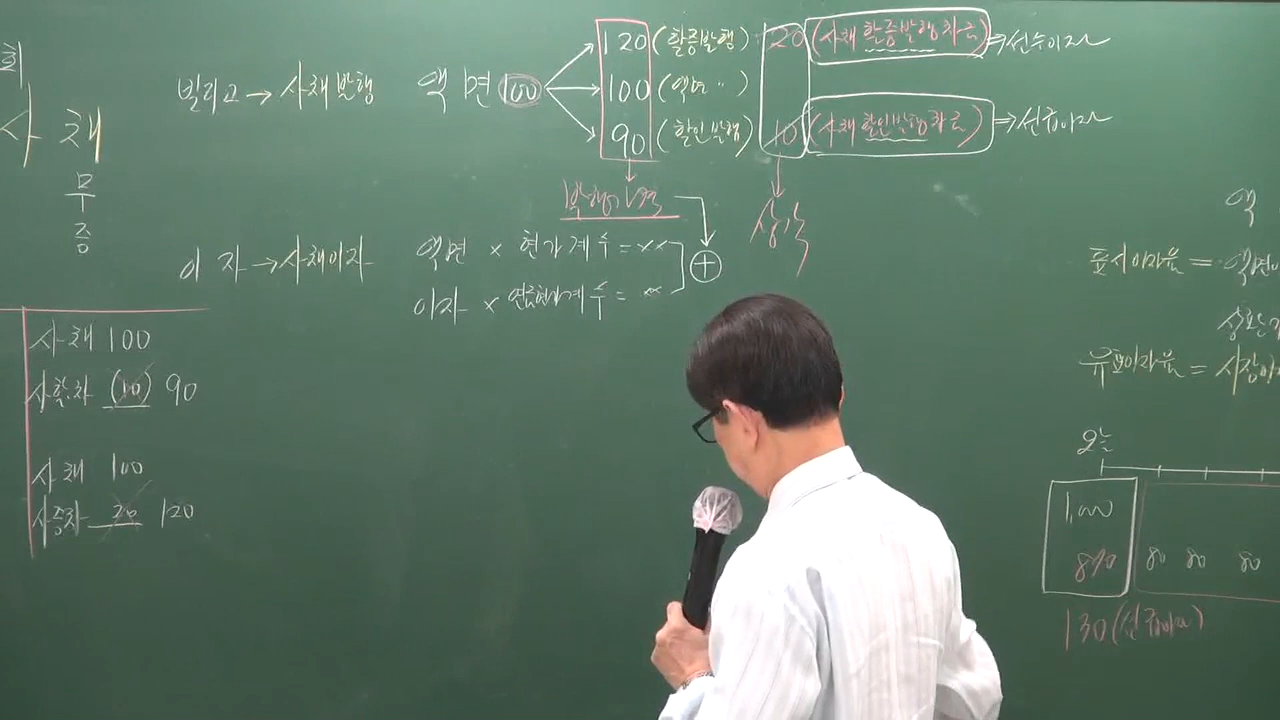 회
사 채
무
증
빌리고 → 사채발행
이 자 → 사채이자
액 면 100
120 (할증발행) 20 (사채 할증발행차금) ⇒ 선수이자
100 (액면 〃)
90 (할인발행) 10 (사채 할인발행차금) ⇒ 선급이자
발행가액
상각
액면 × 현가계수 = ××
이자 × 연금현가계수 = ××
⊕
사채 100
사할차 (10) 90
사채 100
사증차 20 120
액
표시이자율 = 액면이
유효이자율 = 시장이
1,000
870 80 80 80
130 (선급이자)